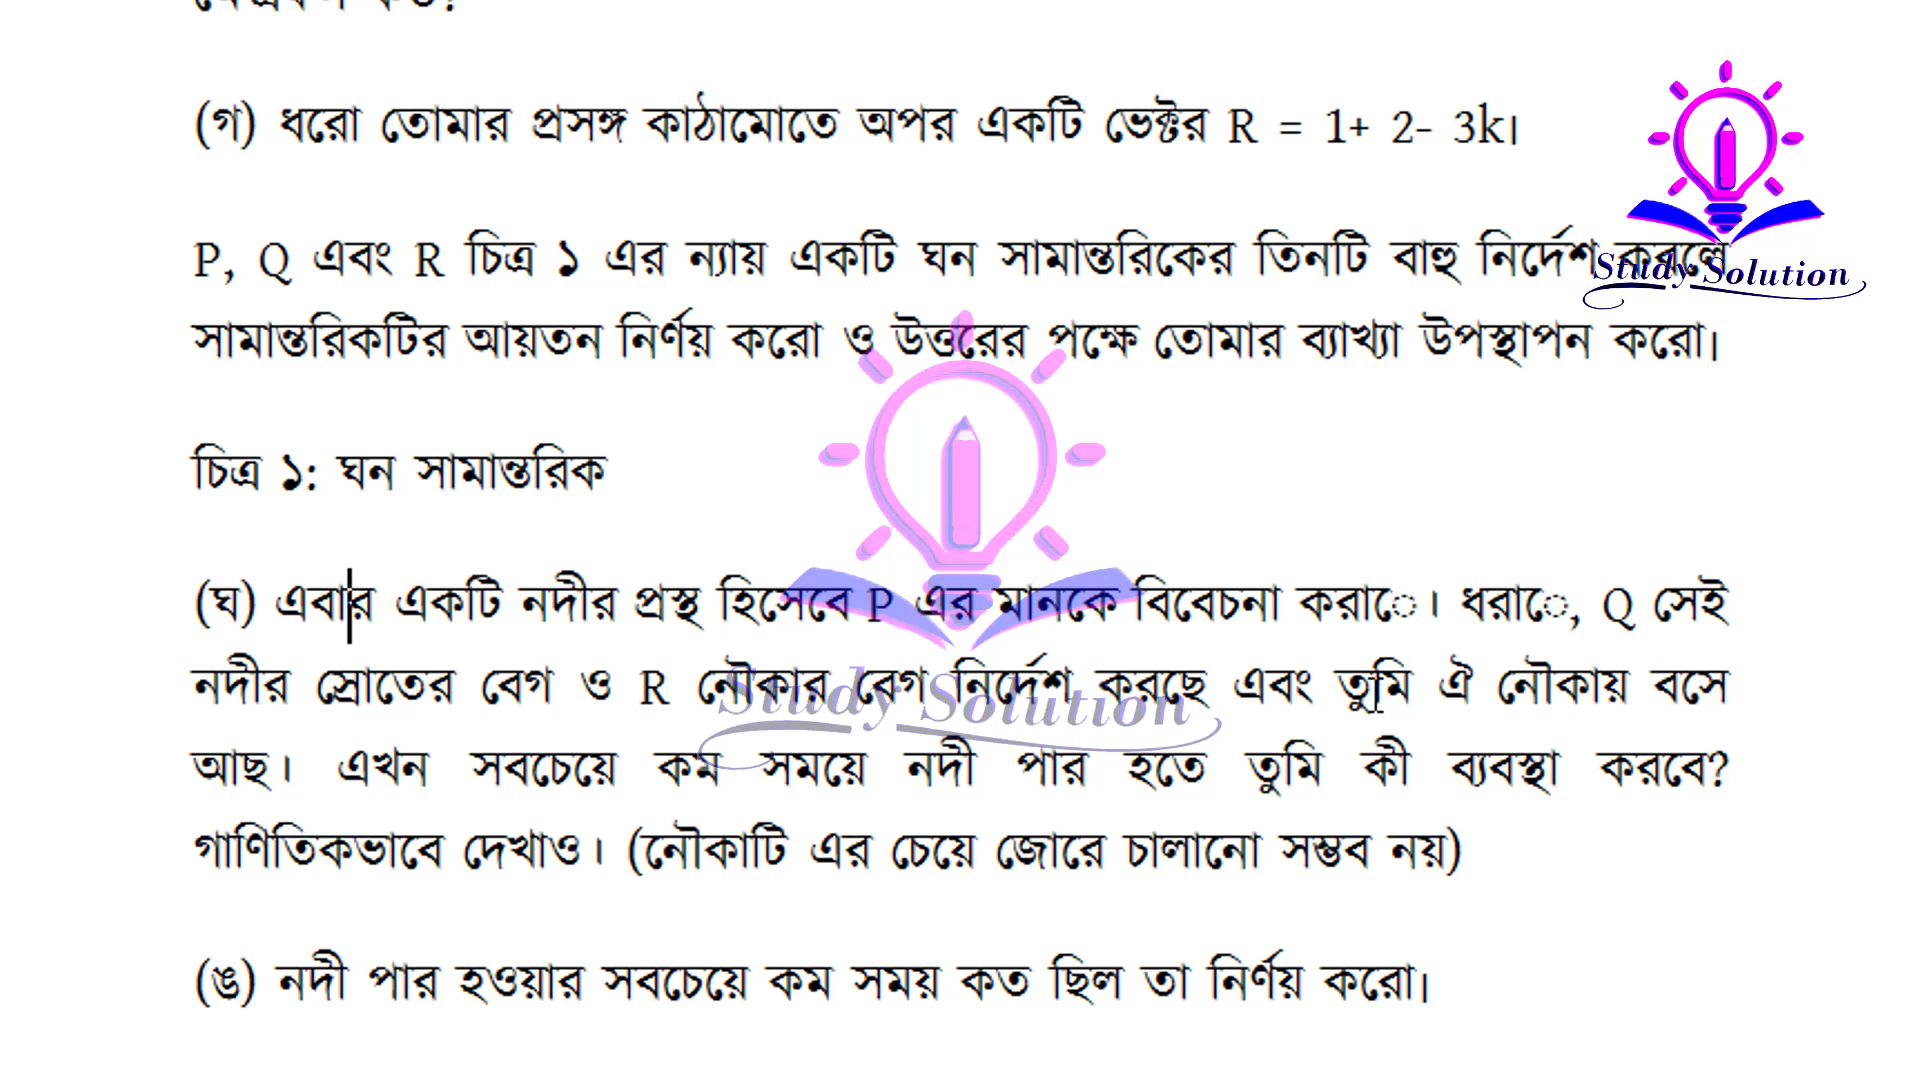 (গ) ধরো তোমার প্রসঙ্গ কাঠামোতে অপর একটি ভেক্টর R = 1+ 2- 3k।
P, Q এবং R চিত্র ১ এর ন্যায় একটি ঘন সামান্তরিকের তিনটি বাহু নির্দেশ করলে
Study Solution
সামান্তরিকটির আয়তন নির্ণয় করো ও উত্তরের পক্ষে তোমার ব্যাখ্যা উপস্থাপন করো।
চিত্র ১: ঘন সামান্তরিক
(ঘ) এবার একটি নদীর প্রস্থ হিসেবে P এর মানকে বিবেচনা করাে। ধরাে, Q সেই
নদীর স্রোতের বেগ ও R নৌকার বেগ নির্দেশ করছে এবং তুমি ঐ নৌকায় বসে
Study Solution
আছ। এখন সবচেয়ে কম সময়ে নদী পার হতে তুমি কী ব্যবস্থা করবে?
গাণিতিকভাবে দেখাও। (নৌকাটি এর চেয়ে জোরে চালানো সম্ভব নয়)
(ঙ) নদী পার হওয়ার সবচেয়ে কম সময় কত ছিল তা নির্ণয় করো।